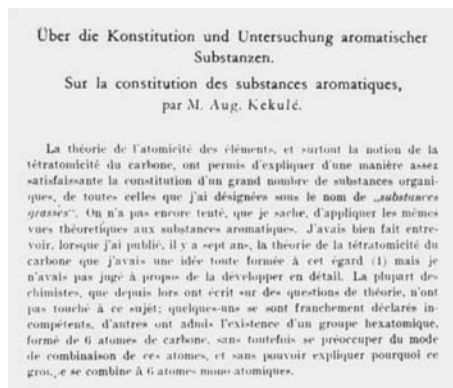 Über die Konstitution und Untersuchung aromatischer
Substanzen.
Sur la constitution des substances aromatiques,
par M. Aug. Kekulé.
La théorie de l'atomicité des éléments, et surtout la notion de la
tétratomicité du carbone, ont permis d'expliquer d'une manière assez
satisfaisante la constitution d'un grand nombre de substances organi-
ques, de toutes celles que j'ai désignées sous le nom de „substances
grasses“. On n'a pas encore tenté, que je sache, d'appliquer les mêmes
vues théoretiques aux substances aromatiques. J'avais bien fait entre-
voir, lorsque j'ai publié, il y a sept ans, la théorie de la tétratomicité du
carbone que j'avais une idée toute formée à cet égard (1) mais je
n'avais pas jugé à propos de la développer en détail. La plupart des
chimistes, que depuis lors ont écrit sur des questions de théorie, n'ont
pas touché à ce sujet; quelques-uns se sont franchement déclarés in-
compétents, d'autres ont admis l'existence d'un groupe hexatomique,
formé de 6 atomes de carbone, sans toutefois se préoccuper du mode
de combinaison de ces atomes, et sans pouvoir expliquer pourquoi ce
groupe se combine à 6 atomes mono-atomiques.